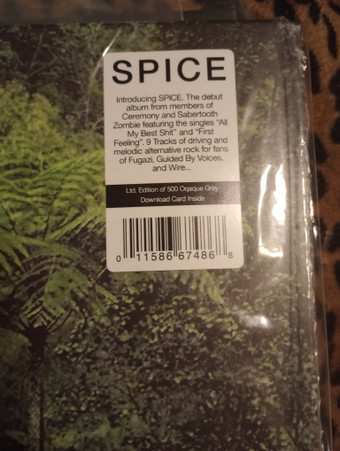 SPICE
Introducing SPICE. The debut
album from members of
Ceremony and Sabertooth
Zombie featuring the singles "All
My Best Shit" and "First
Feeling". 9 Tracks of driving and
melodic alternative rock for fans
of Fugazi, Guided By Voices,
and Wire...
Ltd. Edition of 500 Opaque Grey
Download Card Inside
0 11586 67486 8